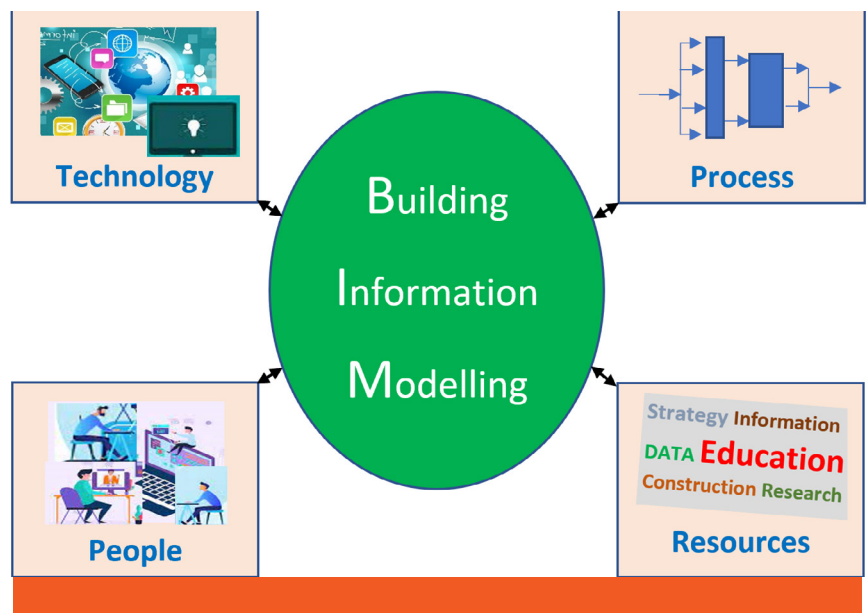 Technology
Process
Building
Information
Modelling
People
Strategy Information
DATA Education
Construction Research
Resources